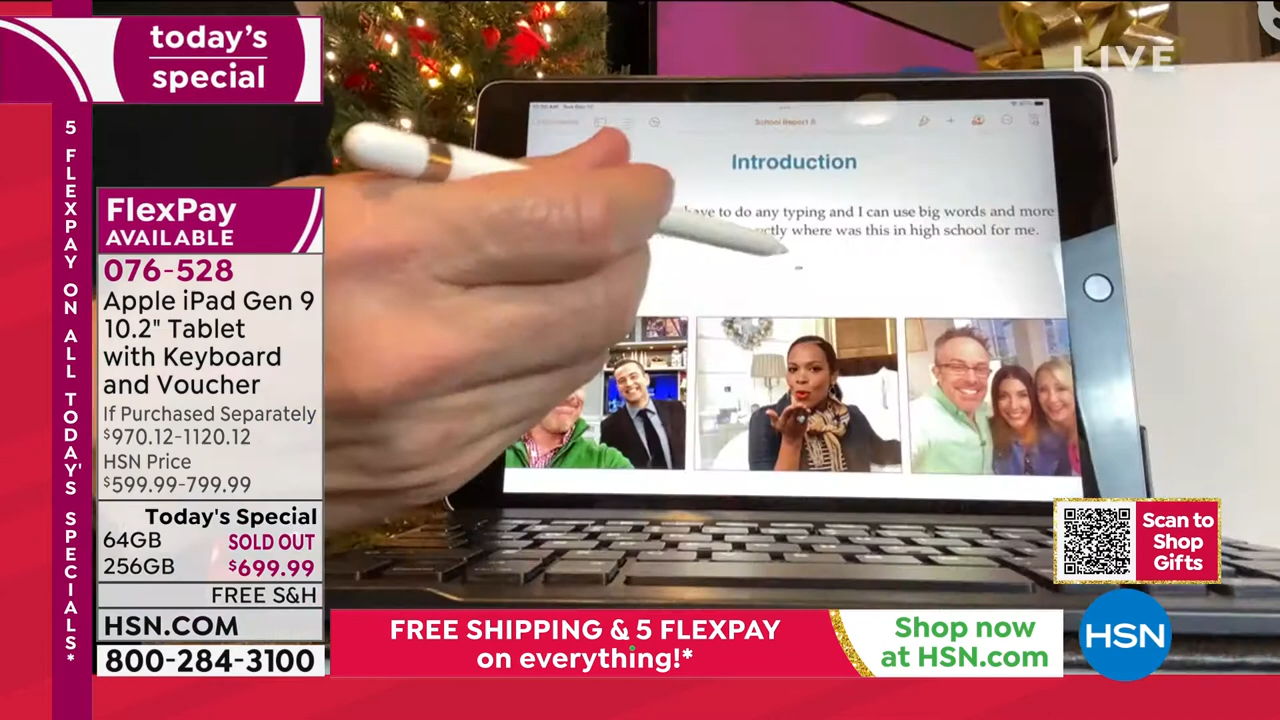 today's
special
LIVE
5 FLEXPAY ON ALL TODAY'S SPECIALS*
FlexPay
AVAILABLE
076-528
Apple iPad Gen 9
10.2" Tablet
with Keyboard
and Voucher
If Purchased Separately
$970.12-1120.12
HSN Price
$599.99-799.99
Today's Special
64GB SOLD OUT
256GB $699.99
FREE S&H
HSN.COM
800-284-3100
School Report 8
Introduction
have to do any typing and I can use big words and more
where was this in high school for me.
Scan to
Shop
Gifts
FREE SHIPPING & 5 FLEXPAY
on everything!*
Shop now
at HSN.com
HSN